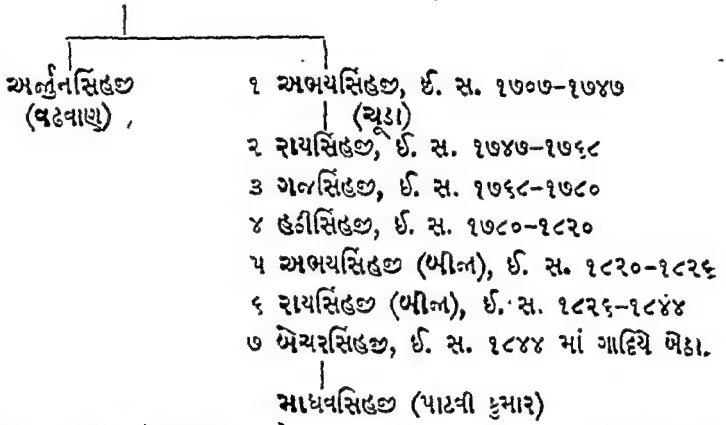 અર્જુનસિંહજી
(વઢવાણ)
૧ અભયસિંહજી, ઈ. સ. ૧૭૦૭–૧૭૪૭
(ચૂડા)
૨ રાયસિંહજી, ઈ. સ. ૧૭૪૭–૧૭૬૮
૩ ગજસિંહજી, ઈ. સ. ૧૭૬૮–૧૭૮૦
૪ હઠીસિંહજી, ઈ. સ. ૧૭૮૦–૧૮૨૦
૫ અભયસિંહજી (બીજા), ઈ. સ. ૧૮૨૦–૧૮૨૬
૬ રાયસિંહજી (બીજા), ઈ. સ. ૧૮૨૬–૧૮૪૪
૭ બેચરસિંહજી, ઈ. સ. ૧૮૪૪ માં ગાદિયે બેઠા.
માધવસિંહજી (પાટવી કુમાર)